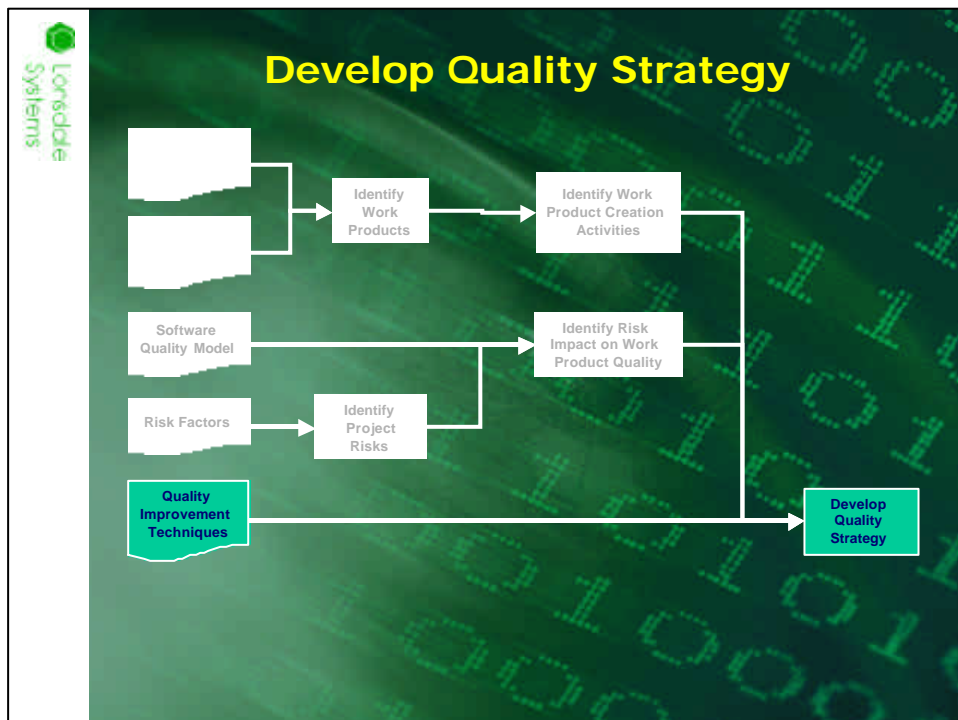 Lonsdale
Systems
Develop Quality Strategy
Identify
Work
Products
Identify Work
Product Creation
Activities
Software
Quality Model
Identify Risk
Impact on Work
Product Quality
Risk Factors
Identify
Project
Risks
Quality
Improvement
Techniques
Develop
Quality
Strategy